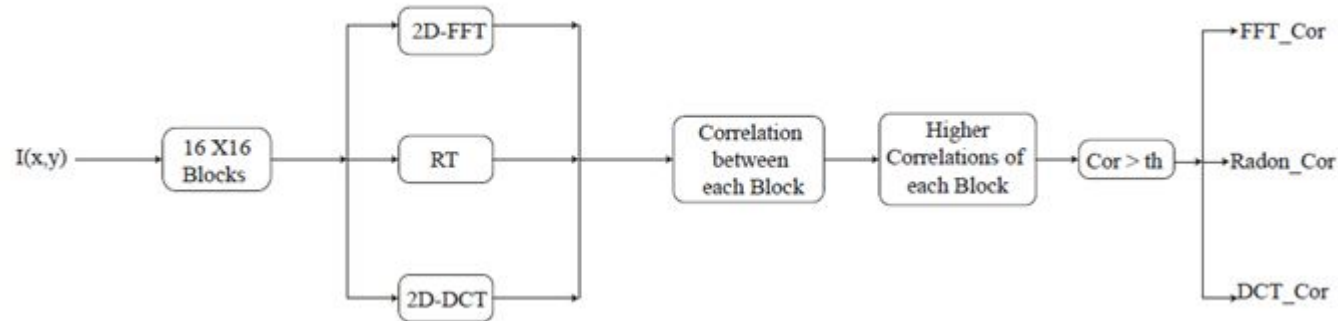 2D-FFT
FFT_Cor
I(x,y)
16 X16
Blocks
RT
Correlation
between
each Block
Higher
Correlations of
each Block
Cor > th
Radon_Cor
2D-DCT
DCT_Cor